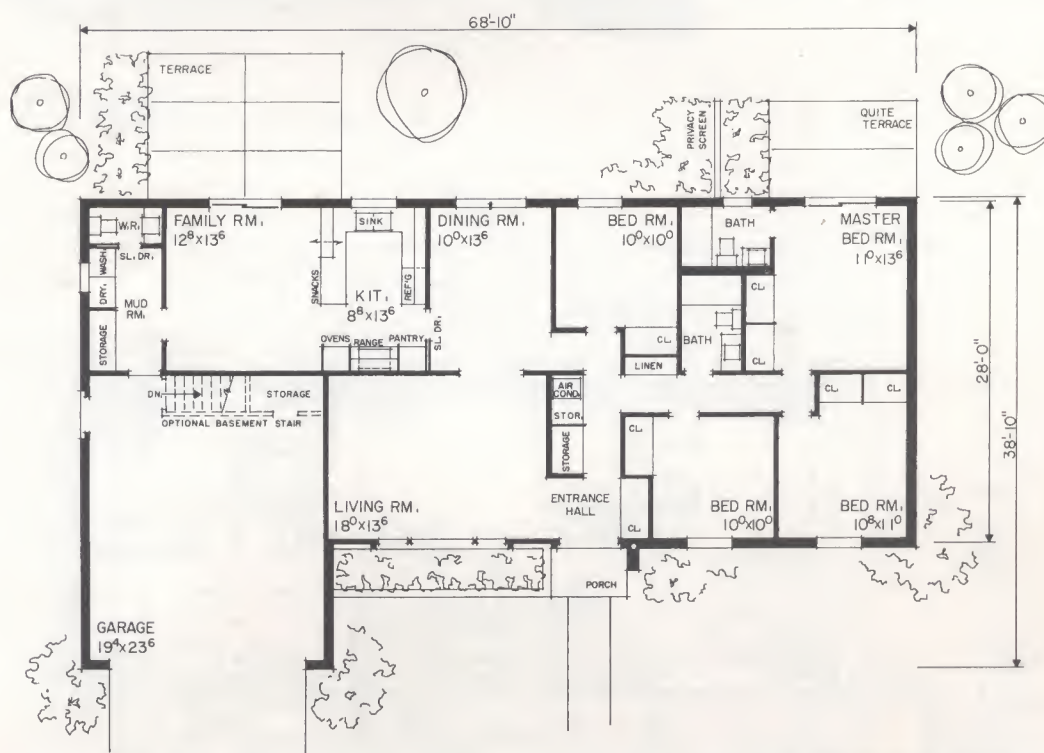 68'-10"
TERRACE
PRIVACY
SCREEN
QUITE
TERRACE
W.R.
SL. DR.
WASH.
DRY.
MUD
RM.
STORAGE
FAMILY RM.
12⁸x13⁶
SNACKS
SINK
KIT.
8⁸x13⁶
REF'G
OVENS
RANGE
PANTRY
SL. DR.
DINING RM.
10⁰x13⁶
BED RM.
10⁰x10⁰
CL.
LINEN
BATH
BATH
MASTER
BED RM.
11⁰x13⁶
CL.
CL.
28'-0"
38'-10"
DN.
STORAGE
OPTIONAL BASEMENT STAIR
AIR
COND.
STOR.
STORAGE
CL.
CL.
CL.
CL.
LIVING RM.
18⁰x13⁶
ENTRANCE
HALL
BED RM.
10⁰x10⁰
BED RM.
10⁸x11⁰
PORCH
GARAGE
19⁴x23⁶